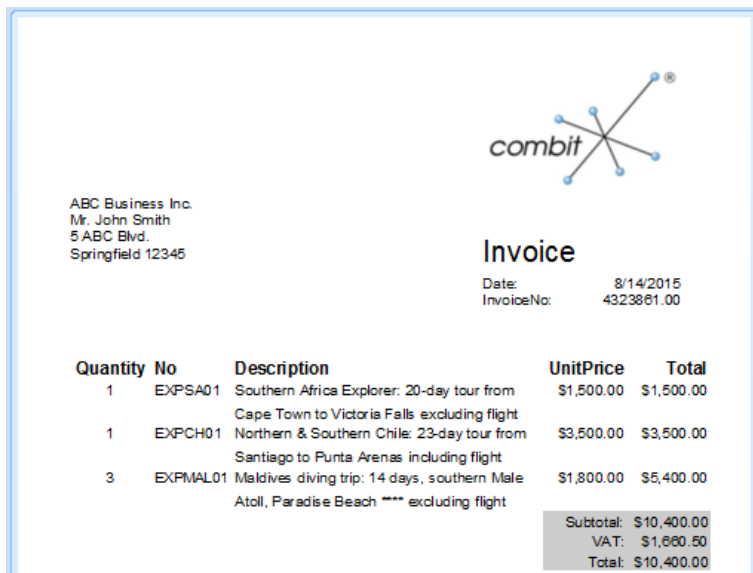 combit ®
ABC Business Inc.
Mr. John Smith
5 ABC Blvd.
Springfield 12345
Invoice
Date: 8/14/2015
InvoiceNo: 4323861.00
Quantity No Description UnitPrice Total
1 EXPSA01 Southern Africa Explorer: 20-day tour from $1,500.00 $1,500.00
Cape Town to Victoria Falls excluding flight
1 EXPCH01 Northern & Southern Chile: 23-day tour from $3,500.00 $3,500.00
Santiago to Punta Arenas including flight
3 EXPMAL01 Maldives diving trip: 14 days, southern Male $1,800.00 $5,400.00
Atoll, Paradise Beach **** excluding flight
Subtotal: $10,400.00
VAT: $1,660.50
Total: $10,400.00